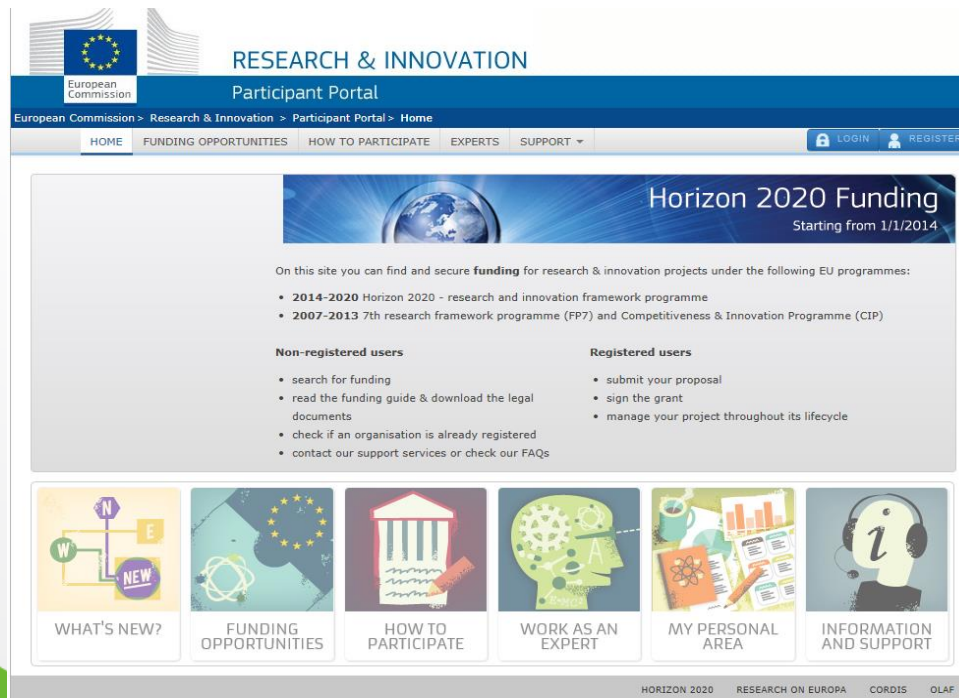 European
Commission
RESEARCH & INNOVATION
Participant Portal
European Commission > Research & Innovation > Participant Portal > Home
HOME FUNDING OPPORTUNITIES HOW TO PARTICIPATE EXPERTS SUPPORT
LOGIN REGISTER
Horizon 2020 Funding
Starting from 1/1/2014
On this site you can find and secure funding for research & innovation projects under the following EU programmes:
• 2014-2020 Horizon 2020 - research and innovation framework programme
• 2007-2013 7th research framework programme (FP7) and Competitiveness & Innovation Programme (CIP)
Non-registered users
• search for funding
• read the funding guide & download the legal
documents
• check if an organisation is already registered
• contact our support services or check our FAQs
Registered users
• submit your proposal
• sign the grant
• manage your project throughout its lifecycle
N
E
W
NEW
A
E=MC²
i
WHAT'S NEW?
FUNDING
OPPORTUNITIES
HOW TO
PARTICIPATE
WORK AS AN
EXPERT
MY PERSONAL
AREA
INFORMATION
AND SUPPORT
HORIZON 2020 RESEARCH ON EUROPA CORDIS OLAF